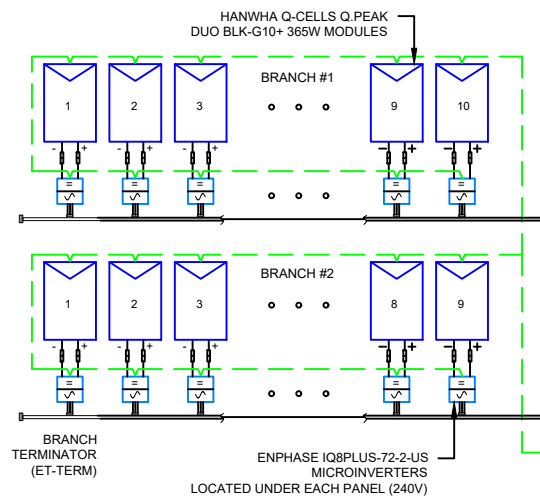 HANWHA Q-CELLS Q.PEAK
DUO BLK-G10+ 365W MODULES
BRANCH #1
1 2 3 9 10
- + - + - + - + - +
BRANCH #2
1 2 3 8 9
- + - + - + - + - +
BRANCH
TERMINATOR
(ET-TERM)
ENPHASE IQ8PLUS-72-2-US
MICROINVERTERS
LOCATED UNDER EACH PANEL (240V)